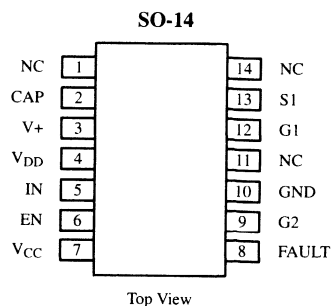 SO-14
NC 1 14 NC
CAP 2 13 S1
V+ 3 12 G1
VDD 4 11 NC
IN 5 10 GND
EN 6 9 G2
VCC 7 8 FAULT
Top View